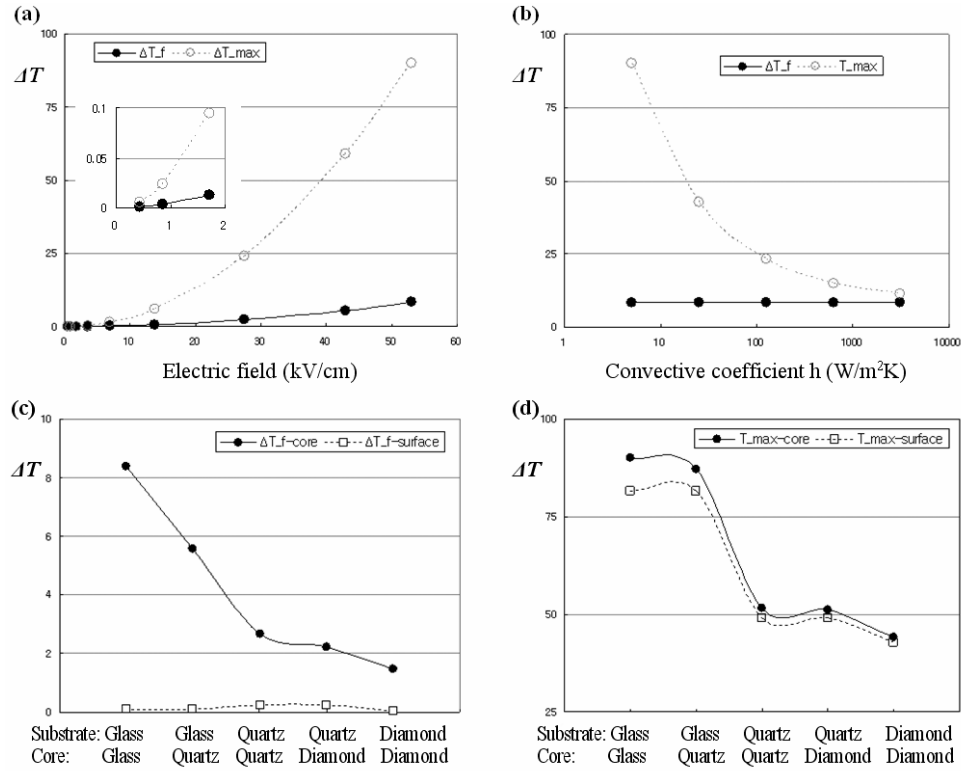 (a)
ΔT_f ΔT_max
ΔT
100
75
50
25
0
0.1
0.05
0
0 1 2
0 10 20 30 40 50 60
Electric field (kV/cm)
(b)
ΔT_f T_max
ΔT
100
75
50
25
0
1 10 100 1000 10000
Convective coefficient h (W/m²K)
(c)
ΔT_f-core ΔT_f-surface
ΔT
10
8
6
4
2
0
Substrate: Glass Glass Quartz Quartz Diamond
Core: Glass Quartz Quartz Diamond Diamond
(d)
T_max-core T_max-surface
ΔT
100
75
50
25
Substrate: Glass Glass Quartz Quartz Diamond
Core: Glass Quartz Quartz Diamond Diamond